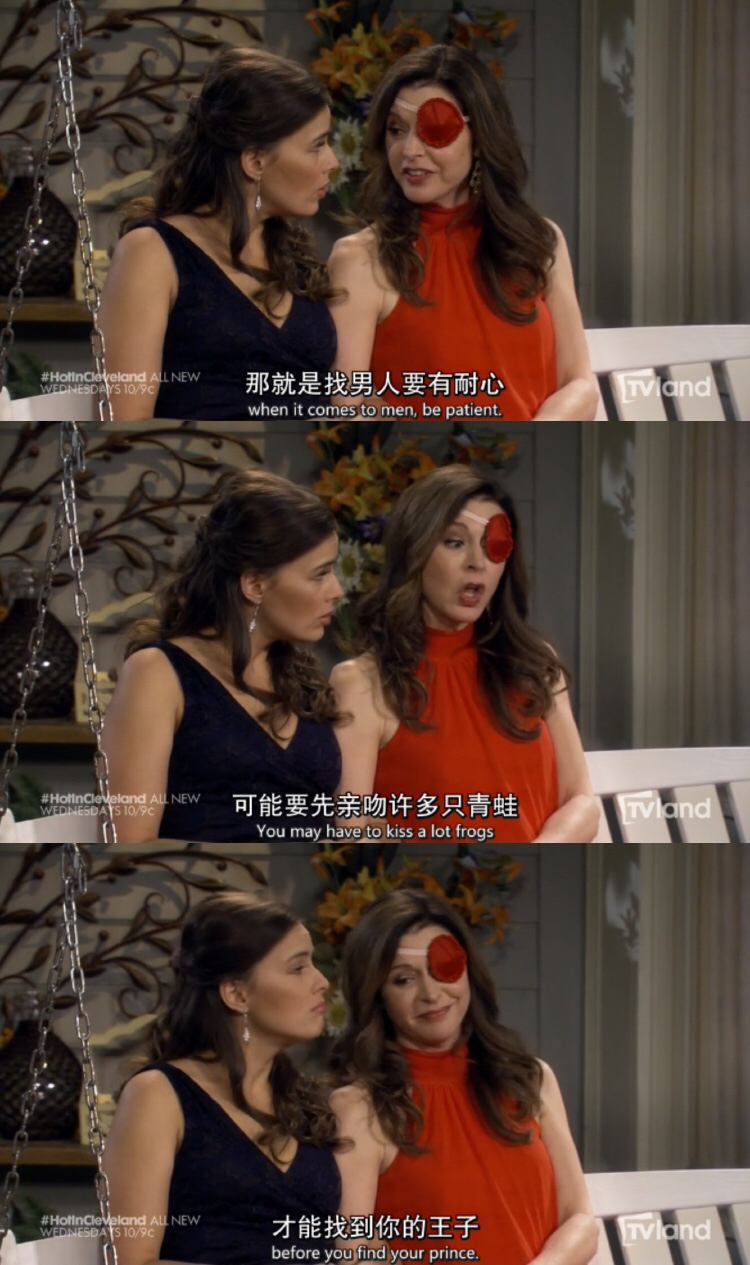 #HotInCleveland ALL NEW
WEDNESDAYS 10/9c
tvland
那就是找男人要有耐心
when it comes to men, be patient.
#HotInCleveland ALL NEW
WEDNESDAYS 10/9c
tvland
可能要先亲吻许多只青蛙
You may have to kiss a lot frogs
#HotInCleveland ALL NEW
WEDNESDAYS 10/9c
tvland
才能找到你的王子
before you find your prince.